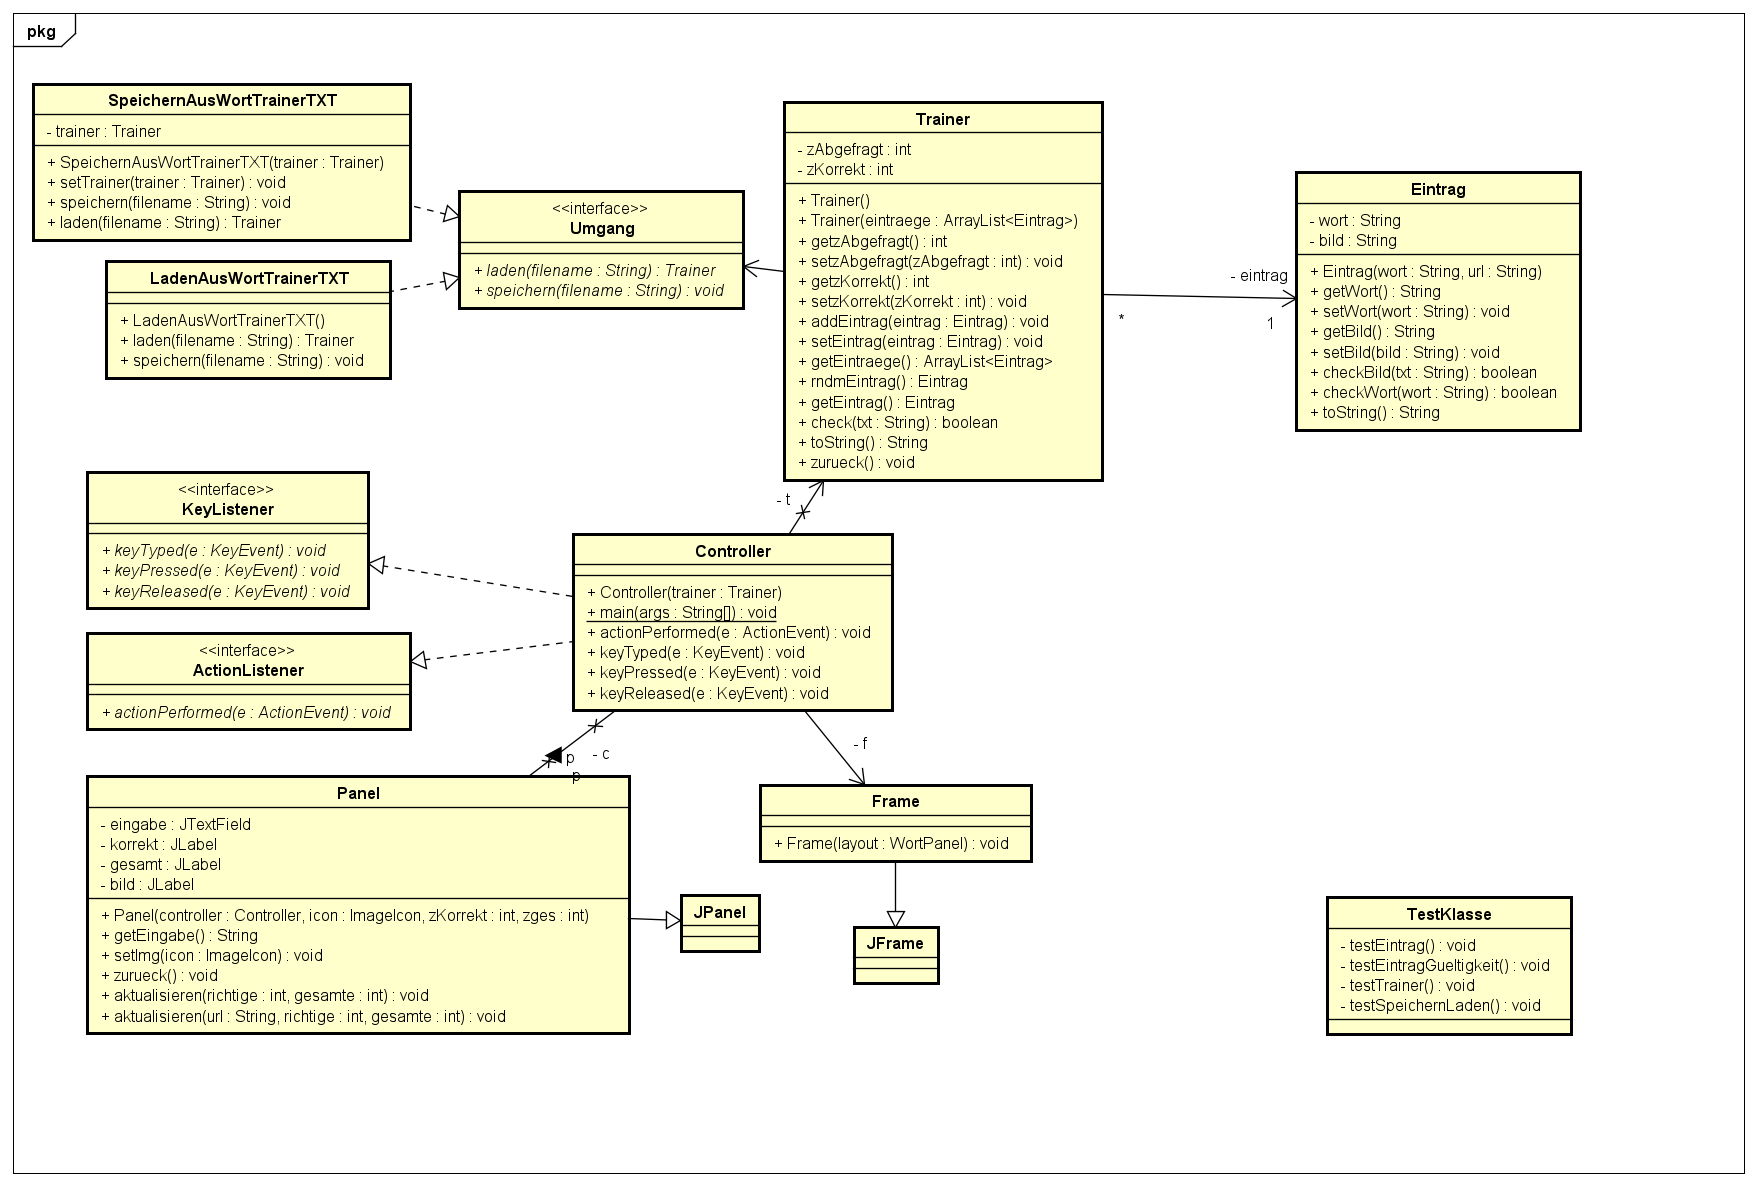 pkg
SpeichernAusWortTrainerTXT
- trainer : Trainer
+ SpeichernAusWortTrainerTXT(trainer : Trainer)
+ setTrainer(trainer : Trainer) : void
+ speichern(filename : String) : void
+ laden(filename : String) : Trainer
LadenAusWortTrainerTXT
+ LadenAusWortTrainerTXT()
+ laden(filename : String) : Trainer
+ speichern(filename : String) : void
<<interface>>
Umgang
+ laden(filename : String) : Trainer
+ speichern(filename : String) : void
Trainer
- zAbgefragt : int
- zKorrekt : int
+ Trainer()
+ Trainer(eintraege : ArrayList<Eintrag>)
+ getzAbgefragt() : int
+ setzAbgefragt(zAbgefragt : int) : void
+ getzKorrekt() : int
+ setzKorrekt(zKorrekt : int) : void
+ addEintrag(eintrag : Eintrag) : void
+ setEintrag(eintrag : Eintrag) : void
+ getEintraege() : ArrayList<Eintrag>
+ rndmEintrag() : Eintrag
+ getEintrag() : Eintrag
+ check(txt : String) : boolean
+ toString() : String
+ zurueck() : void
- eintrag
*
1
Eintrag
- wort : String
- bild : String
+ Eintrag(wort : String, url : String)
+ getWort() : String
+ setWort(wort : String) : void
+ getBild() : String
+ setBild(bild : String) : void
+ checkBild(txt : String) : boolean
+ checkWort(wort : String) : boolean
+ toString() : String
<<interface>>
KeyListener
+ keyTyped(e : KeyEvent) : void
+ keyPressed(e : KeyEvent) : void
+ keyReleased(e : KeyEvent) : void
<<interface>>
ActionListener
+ actionPerformed(e : ActionEvent) : void
- t
Controller
+ Controller(trainer : Trainer)
+ main(args : String[]) : void
+ actionPerformed(e : ActionEvent) : void
+ keyTyped(e : KeyEvent) : void
+ keyPressed(e : KeyEvent) : void
+ keyReleased(e : KeyEvent) : void
- c
p
p
- f
Panel
- eingabe : JTextField
- korrekt : JLabel
- gesamt : JLabel
- bild : JLabel
+ Panel(controller : Controller, icon : ImageIcon, zKorrekt : int, zges : int)
+ getEingabe() : String
+ setImg(icon : ImageIcon) : void
+ zurueck() : void
+ aktualisieren(richtige : int, gesamte : int) : void
+ aktualisieren(url : String, richtige : int, gesamte : int) : void
Frame
+ Frame(layout : WortPanel) : void
JPanel
JFrame
TestKlasse
- testEintrag() : void
- testEintragGueltigkeit() : void
- testTrainer() : void
- testSpeichernLaden() : void